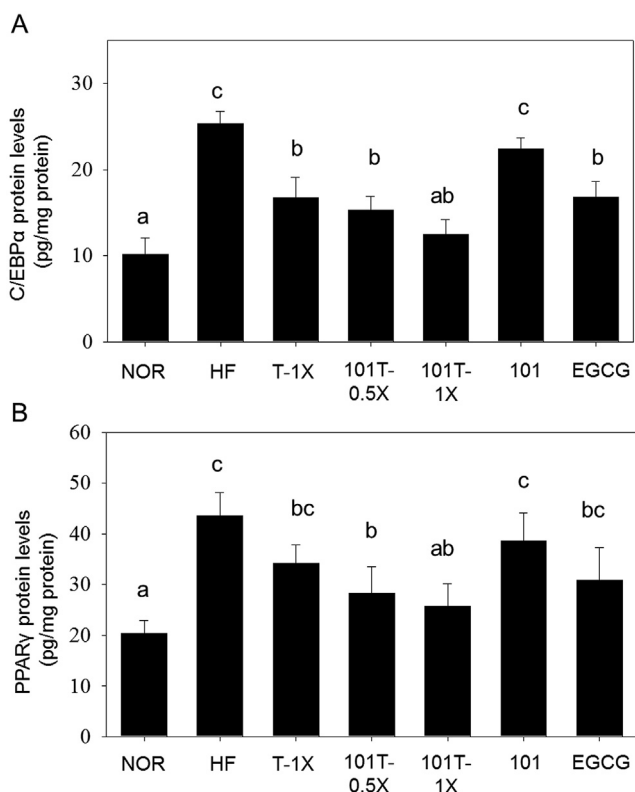 A
C/EBPα protein levels
(pg/mg protein)
30
20
10
0
a
c
b
b
ab
c
b
NOR HF T-1X 101T-0.5X 101T-1X 101 EGCG
B
PPARγ protein levels
(pg/mg protein)
60
50
40
30
20
10
0
a
c
bc
b
ab
c
bc
NOR HF T-1X 101T-0.5X 101T-1X 101 EGCG